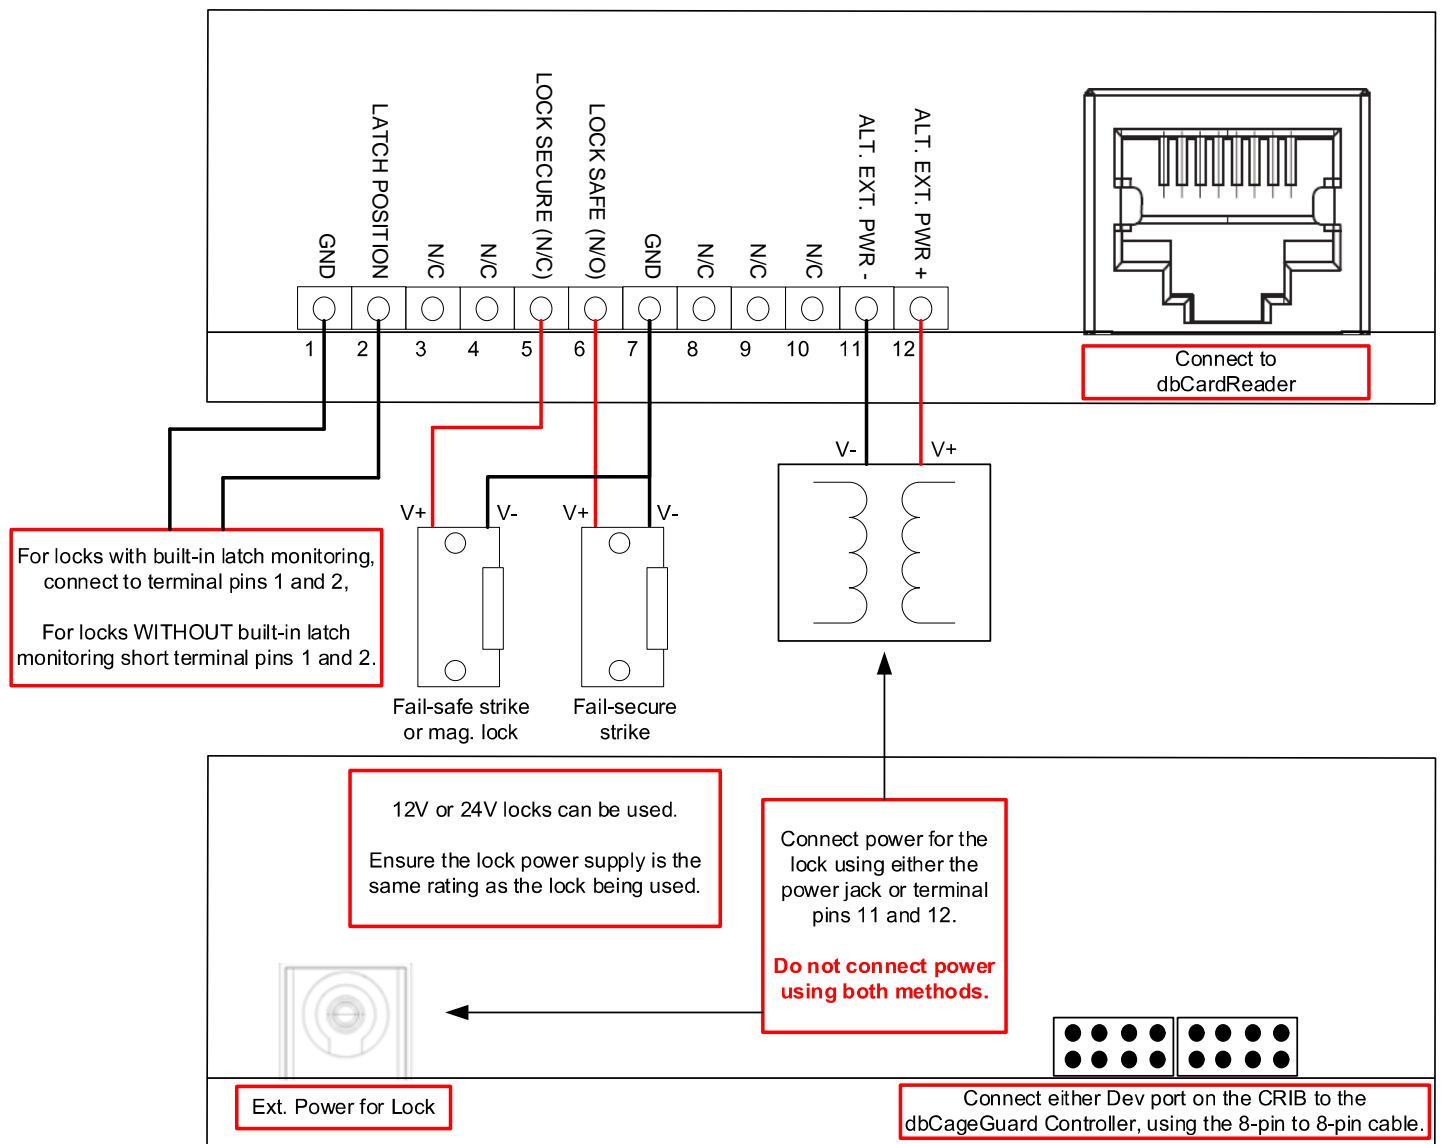 GND
LATCH POSITION
N/C
N/C
LOCK SECURE (N/C)
LOCK SAFE (N/O)
GND
N/C
N/C
N/C
ALT. EXT. PWR -
ALT. EXT. PWR +
1 2 3 4 5 6 7 8 9 10 11 12
Connect to
dbCardReader
V- V+
V+ V- V+ V-
For locks with built-in latch monitoring,
connect to terminal pins 1 and 2,
For locks WITHOUT built-in latch
monitoring short terminal pins 1 and 2.
Fail-safe strike
or mag. lock
Fail-secure
strike
12V or 24V locks can be used.
Ensure the lock power supply is the
same rating as the lock being used.
Connect power for the
lock using either the
power jack or terminal
pins 11 and 12.
Do not connect power
using both methods.
Ext. Power for Lock
Connect either Dev port on the CRIB to the
dbCageGuard Controller, using the 8-pin to 8-pin cable.